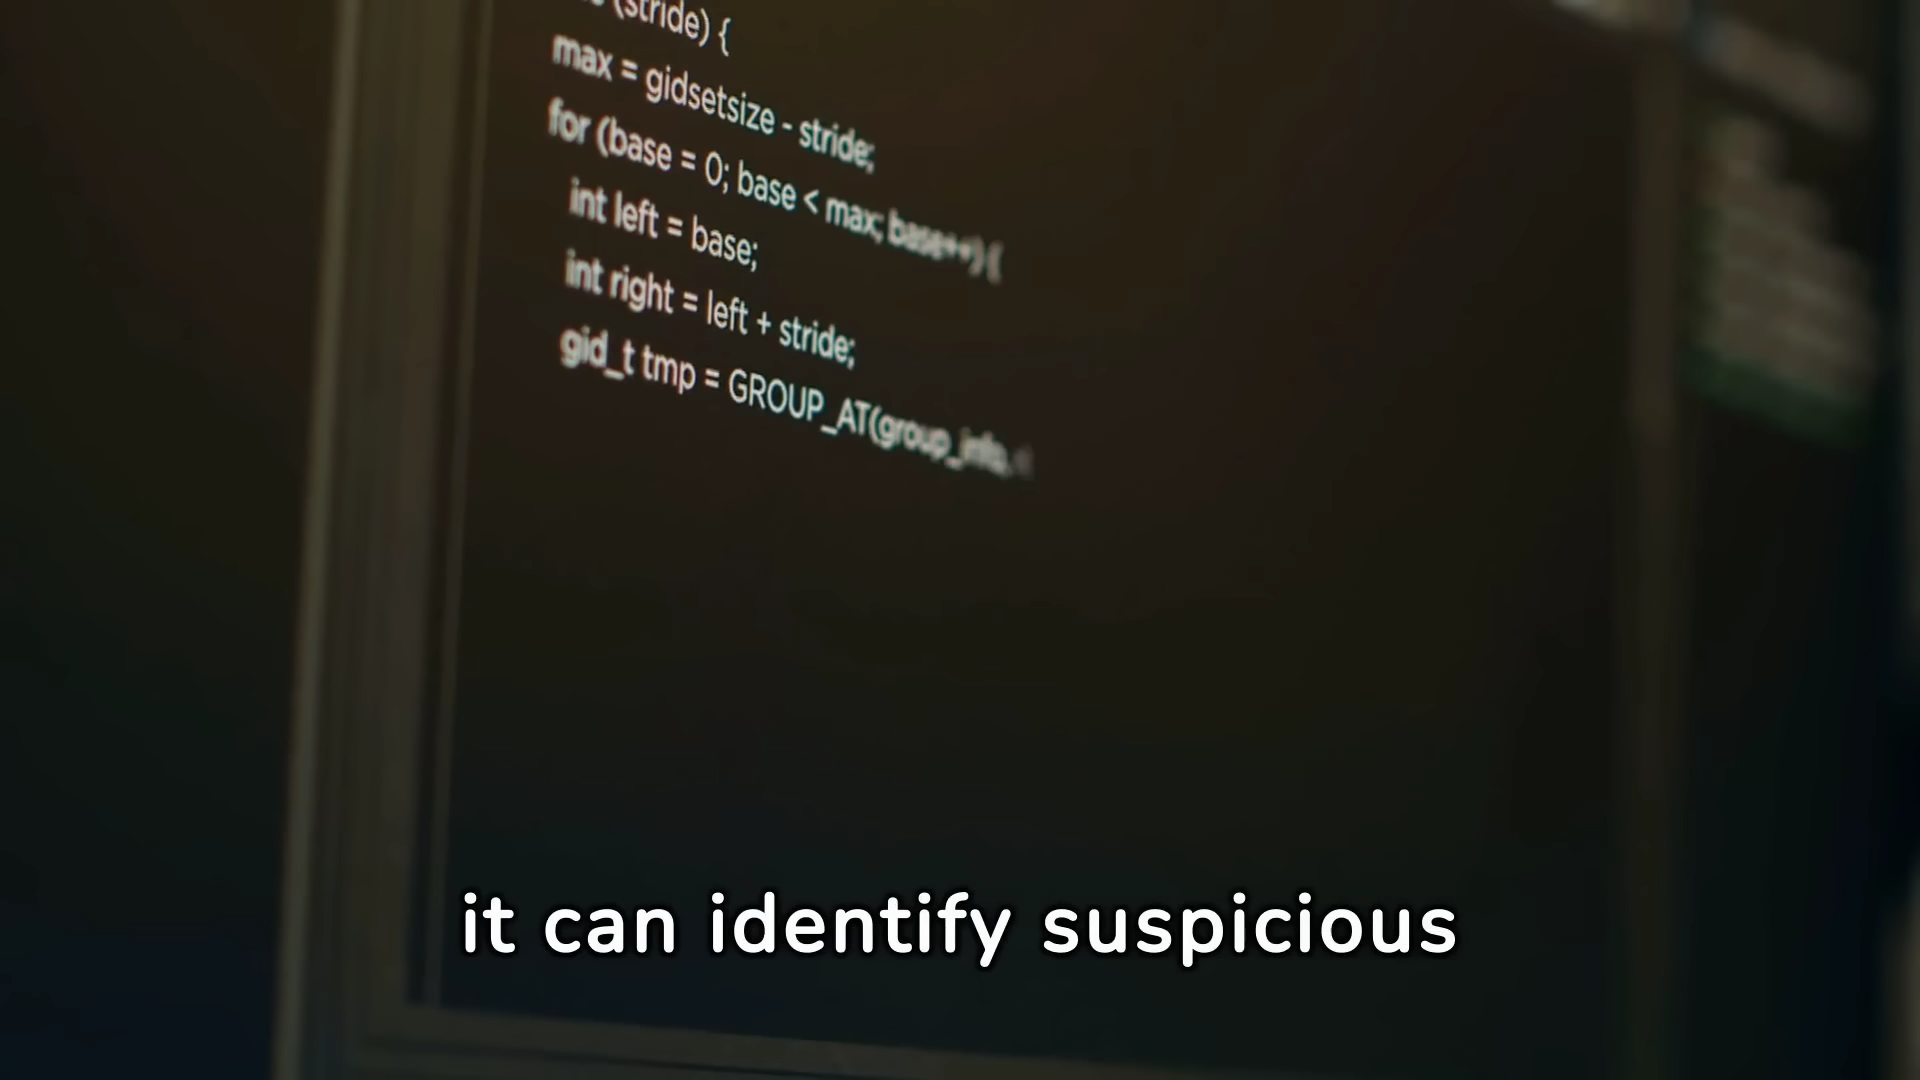 (stride) {
max = gidsetsize - stride;
for (base = 0; base < max; base++) {
int left = base;
int right = left + stride;
gid_t tmp = GROUP_AT(group_info,
it can identify suspicious